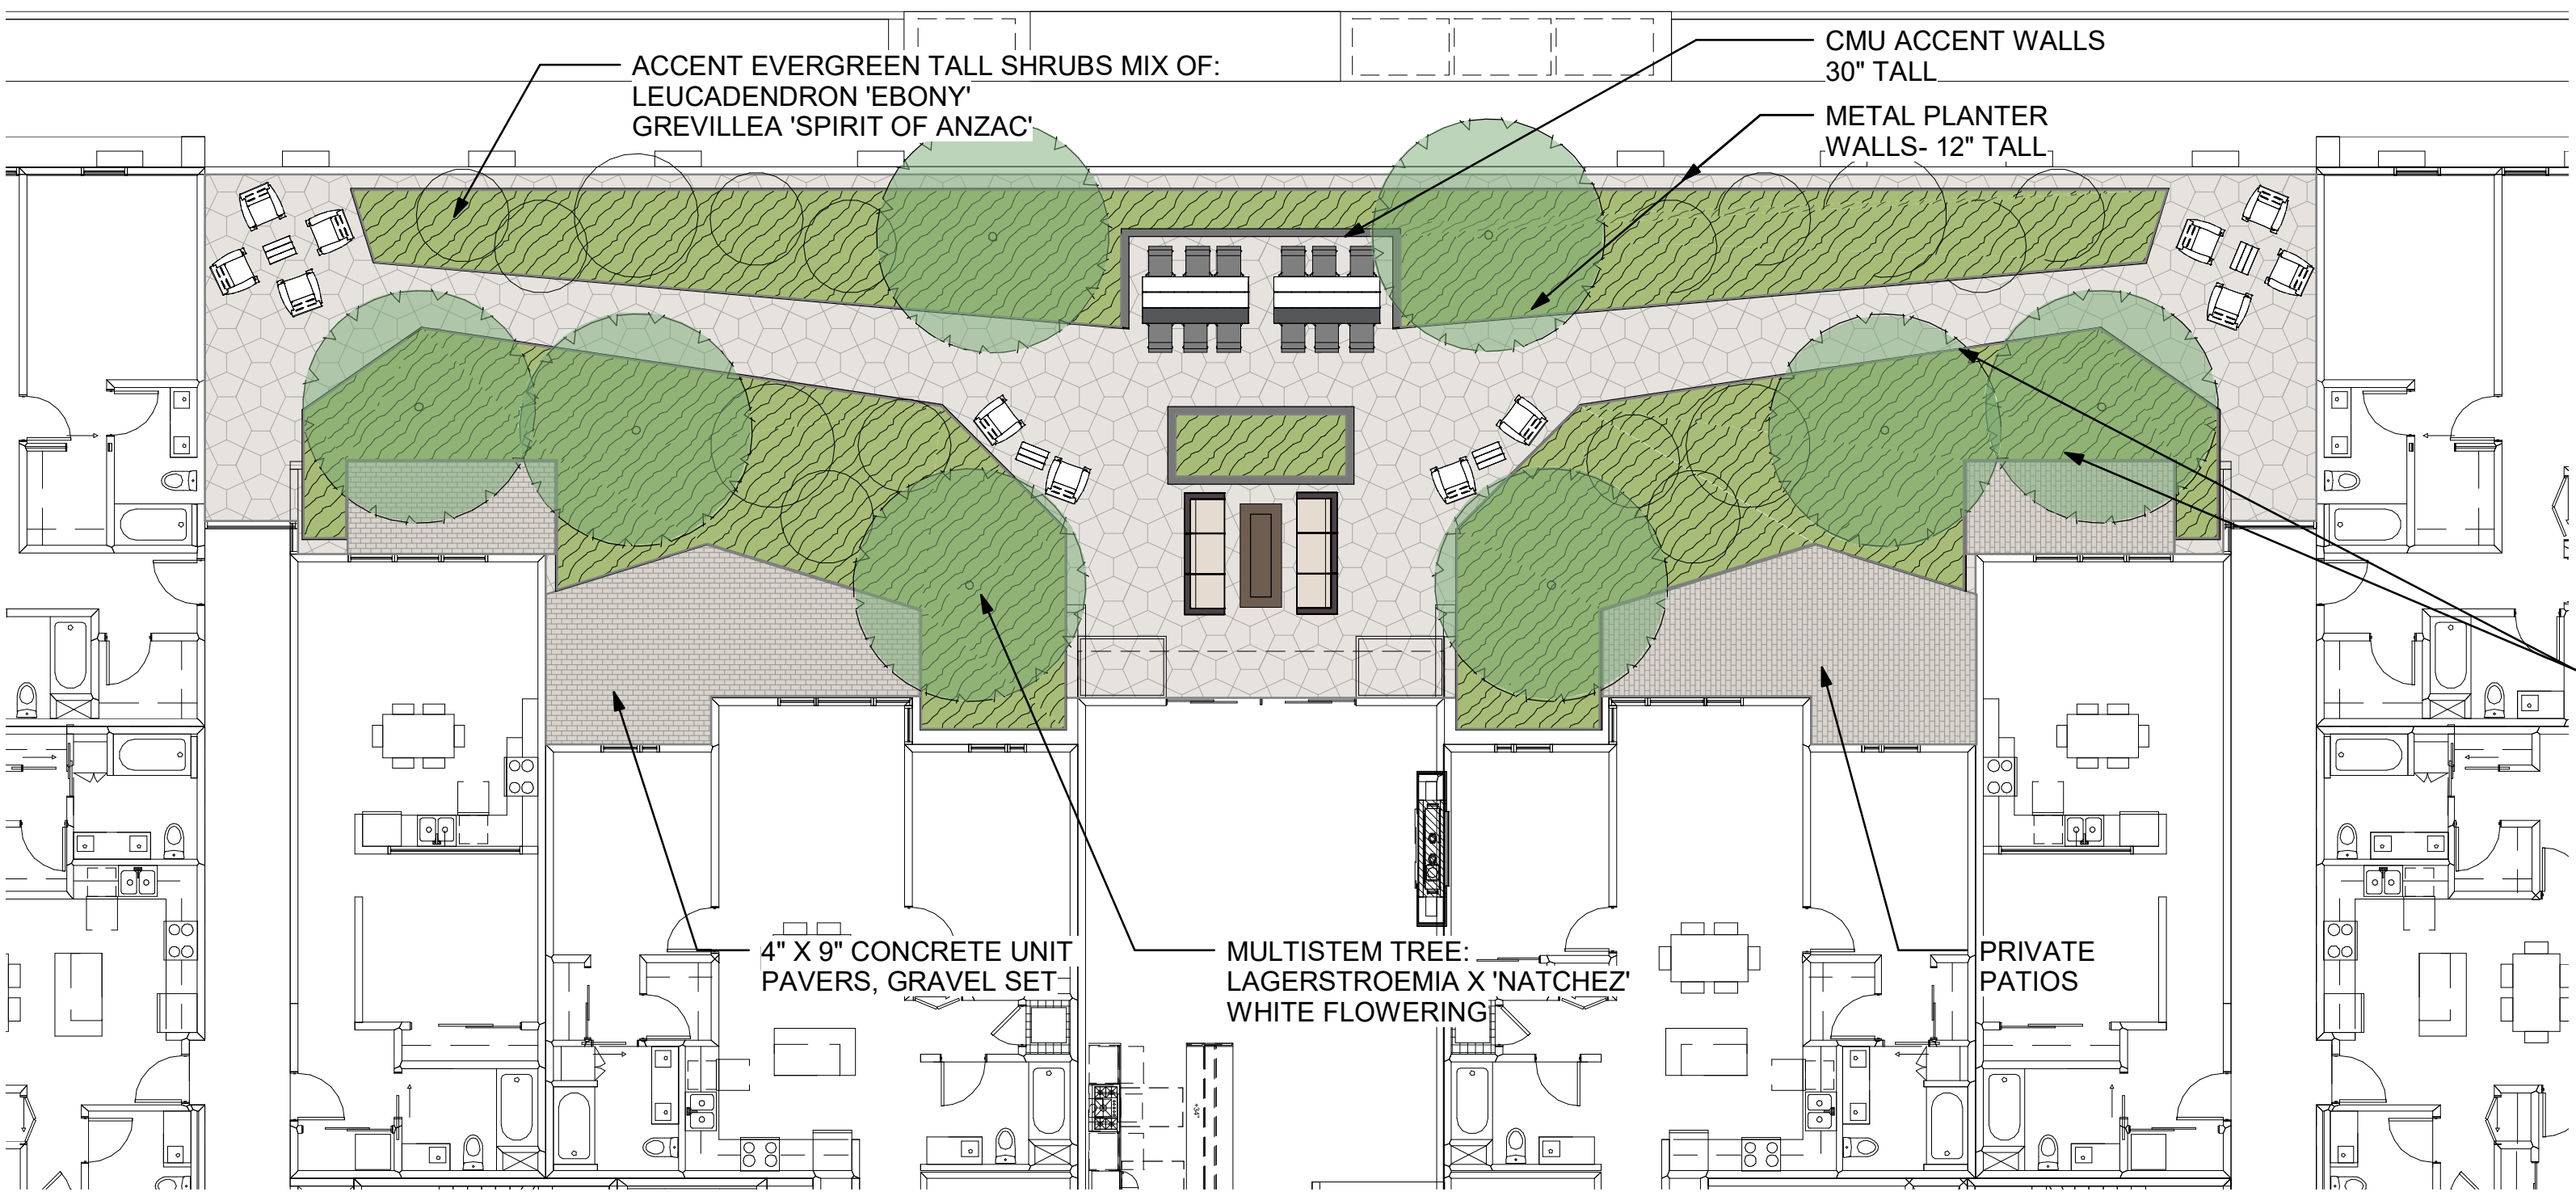 ACCENT EVERGREEN TALL SHRUBS MIX OF:
LEUCADENDRON 'EBONY'
GREVILLEA 'SPIRIT OF ANZAC'
CMU ACCENT WALLS
30" TALL
METAL PLANTER
WALLS- 12" TALL
4" X 9" CONCRETE UNIT
PAVERS, GRAVEL SET
MULTISTEM TREE:
LAGERSTROEMIA X 'NATCHEZ'
WHITE FLOWERING
PRIVATE
PATIOS
+34"